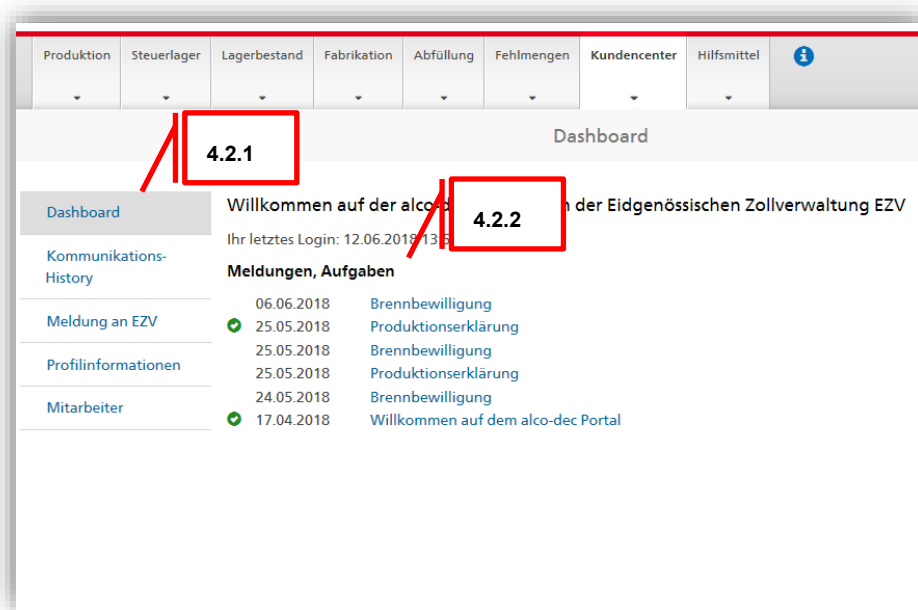 Produktion Steuerlager Lagerbestand Fabrikation Abfüllung Fehlmengen Kundencenter Hilfsmittel i
Dashboard
4.2.1
4.2.2
Dashboard
Kommunikations-
History
Meldung an EZV
Profilinformationen
Mitarbeiter
Willkommen auf der der Eidgenössischen Zollverwaltung EZV
Ihr letztes Login: 12.06.2018
Meldungen, Aufgaben
06.06.2018 Brennbewilligung
25.05.2018 Produktionserklärung
25.05.2018 Brennbewilligung
25.05.2018 Produktionserklärung
24.05.2018 Brennbewilligung
17.04.2018 Willkommen auf dem alco-dec Portal